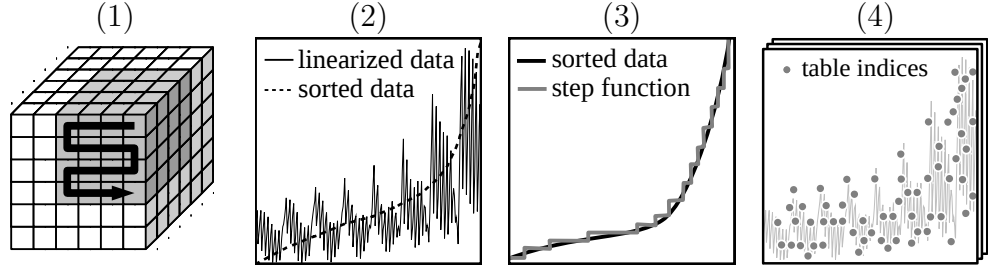 (1)
(2)
(3)
(4)
linearized data
sorted data
sorted data
step function
table indices